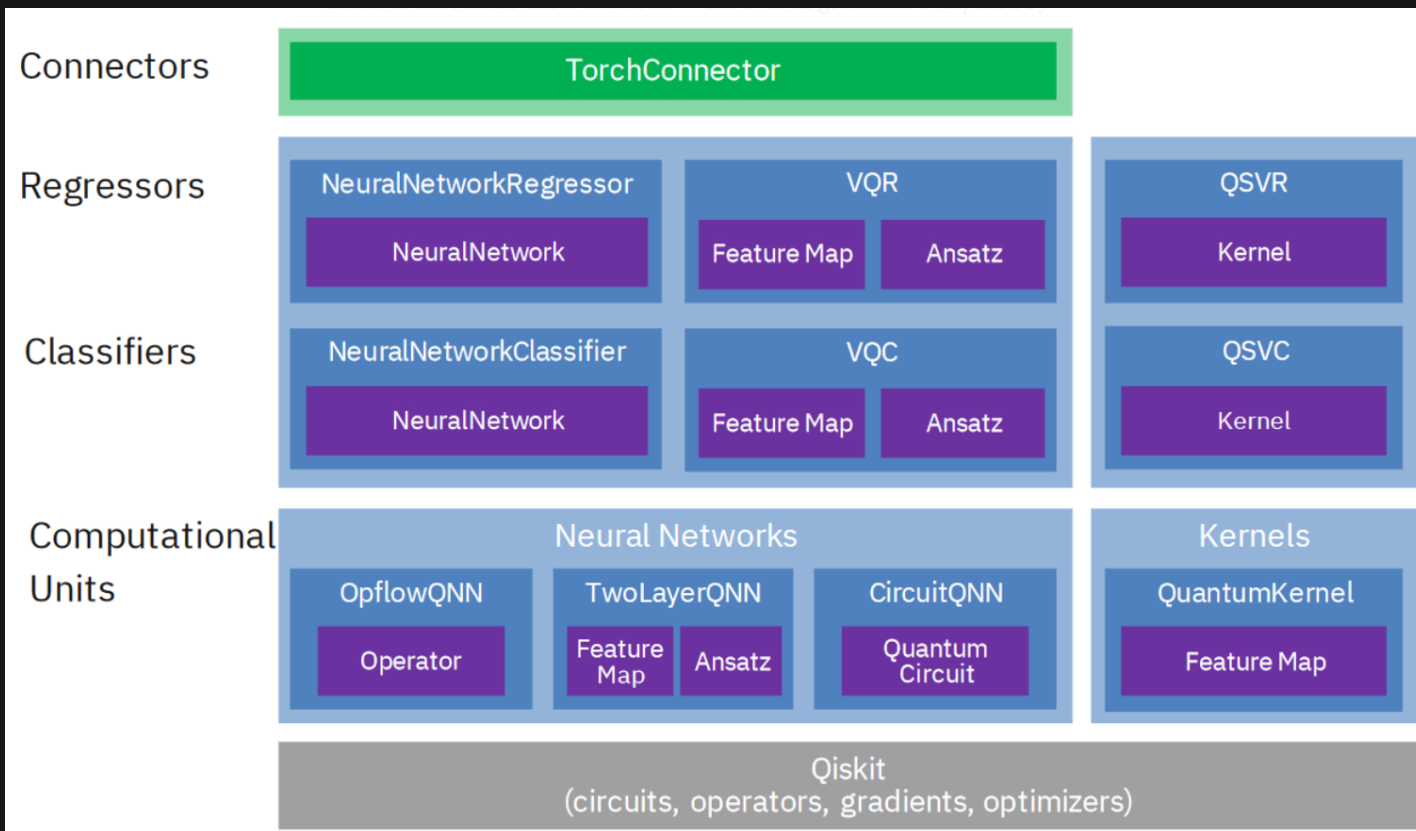 Connectors
TorchConnector
Regressors
NeuralNetworkRegressor
NeuralNetwork
VQR
Feature Map
Ansatz
QSVR
Kernel
Classifiers
NeuralNetworkClassifier
NeuralNetwork
VQC
Feature Map
Ansatz
QSVC
Kernel
Computational
Units
Neural Networks
OpflowQNN
Operator
TwoLayerQNN
Feature
Map
Ansatz
CircuitQNN
Quantum
Circuit
Kernels
QuantumKernel
Feature Map
Qiskit
(circuits, operators, gradients, optimizers)